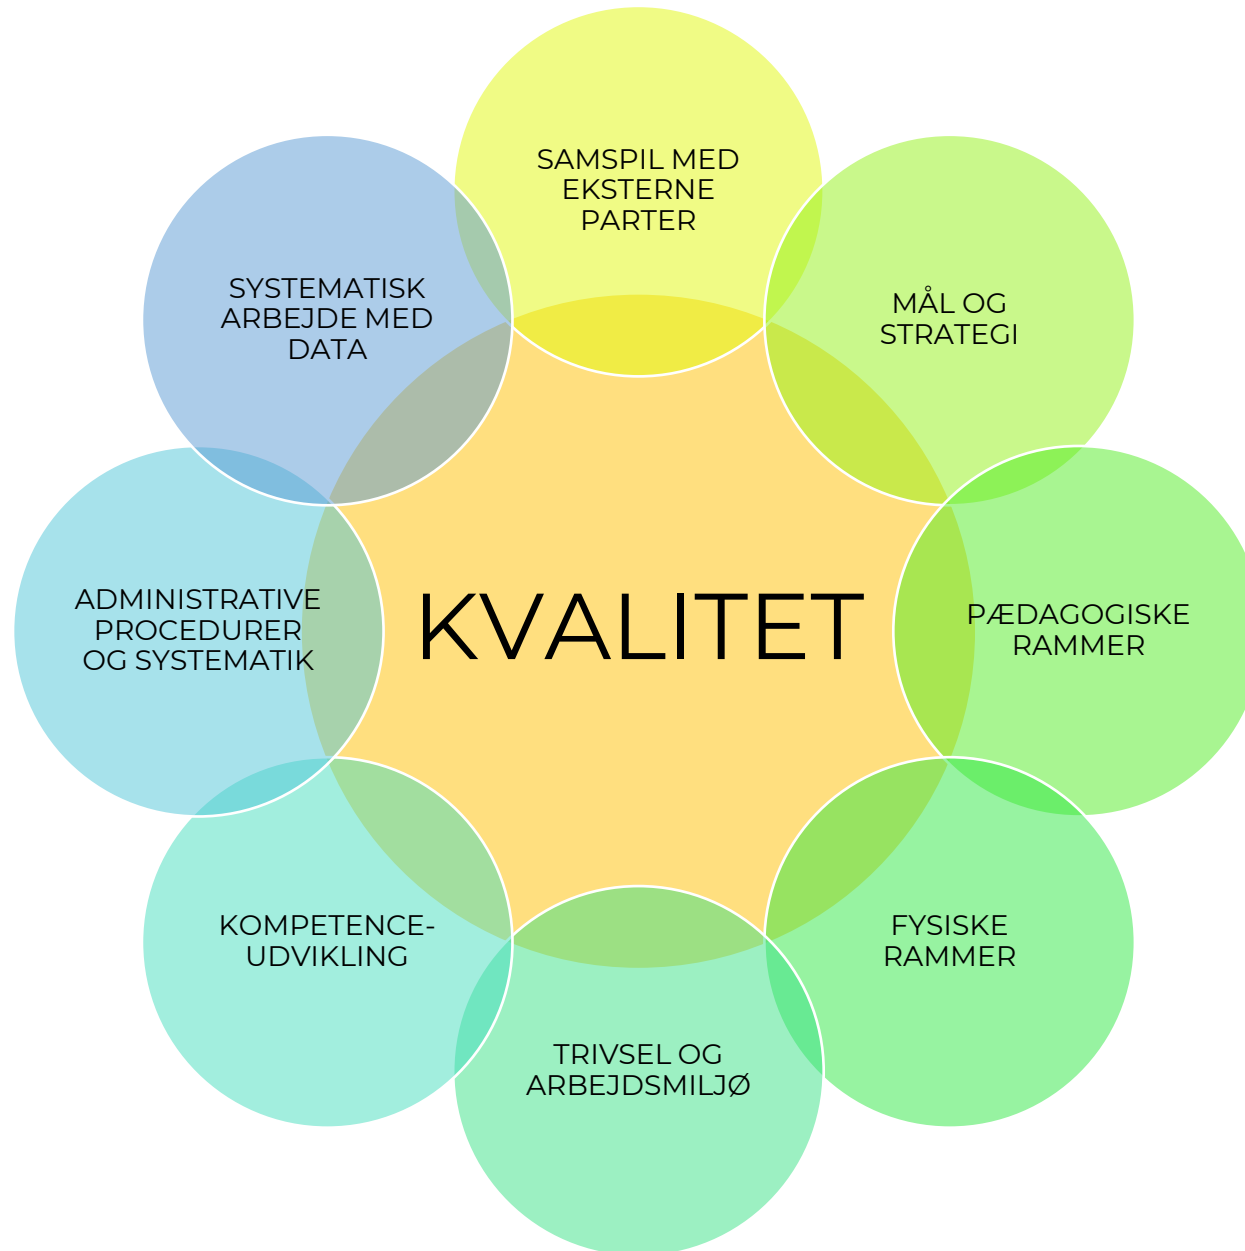 SAMSPIL MED
EKSTERNE
PARTER
MÅL OG
STRATEGI
PÆDAGOGISKE
RAMMER
FYSISKE
RAMMER
TRIVSEL OG
ARBEJDSMILJØ
KOMPETENCE-
UDVIKLING
ADMINISTRATIVE
PROCEDURER
OG SYSTEMATIK
SYSTEMATISK
ARBEJDE MED
DATA
KVALITET